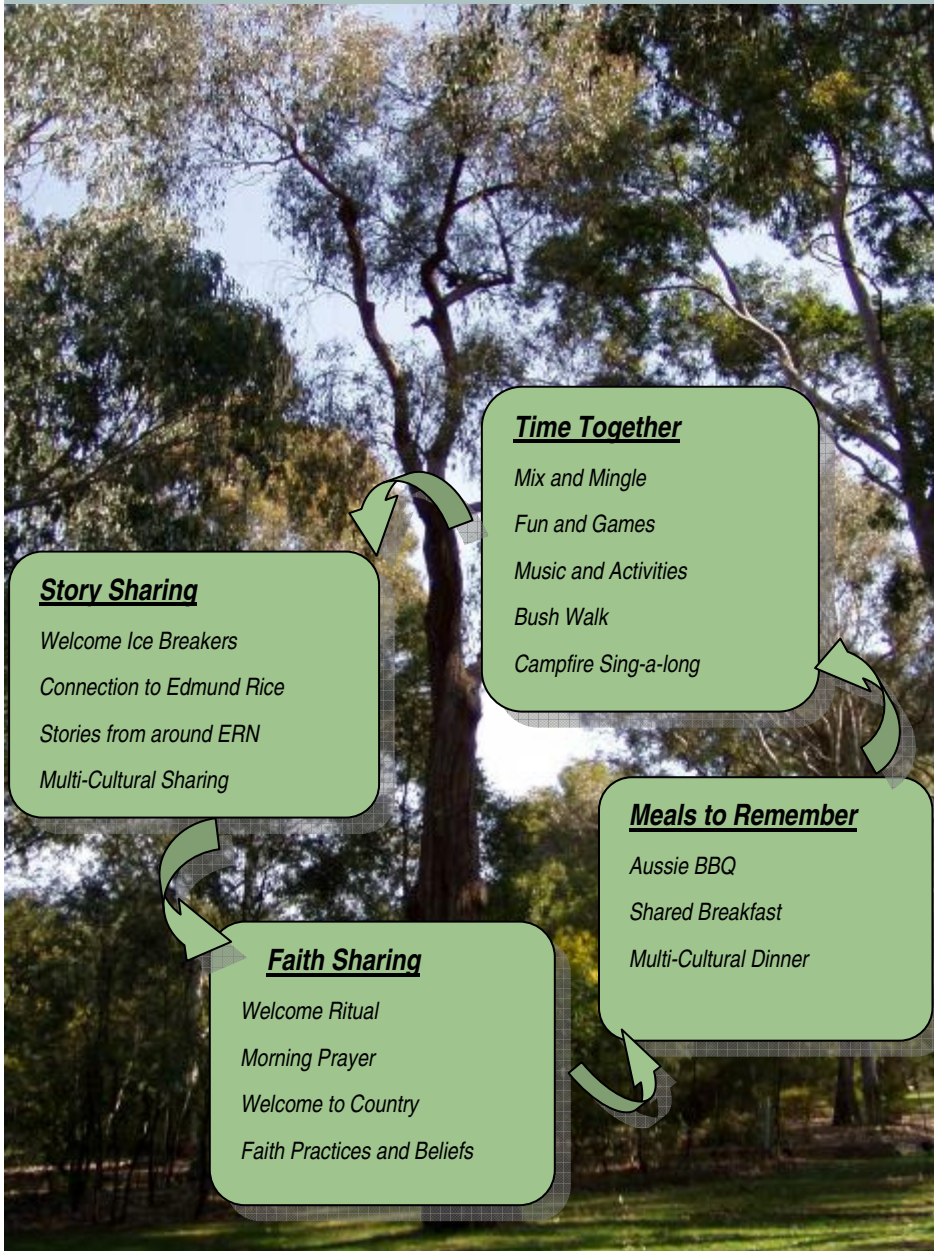 Time Together
Mix and Mingle
Fun and Games
Music and Activities
Bush Walk
Campfire Sing-a-long
Story Sharing
Welcome Ice Breakers
Connection to Edmund Rice
Stories from around ERN
Multi-Cultural Sharing
Faith Sharing
Welcome Ritual
Morning Prayer
Welcome to Country
Faith Practices and Beliefs
Meals to Remember
Aussie BBQ
Shared Breakfast
Multi-Cultural Dinner